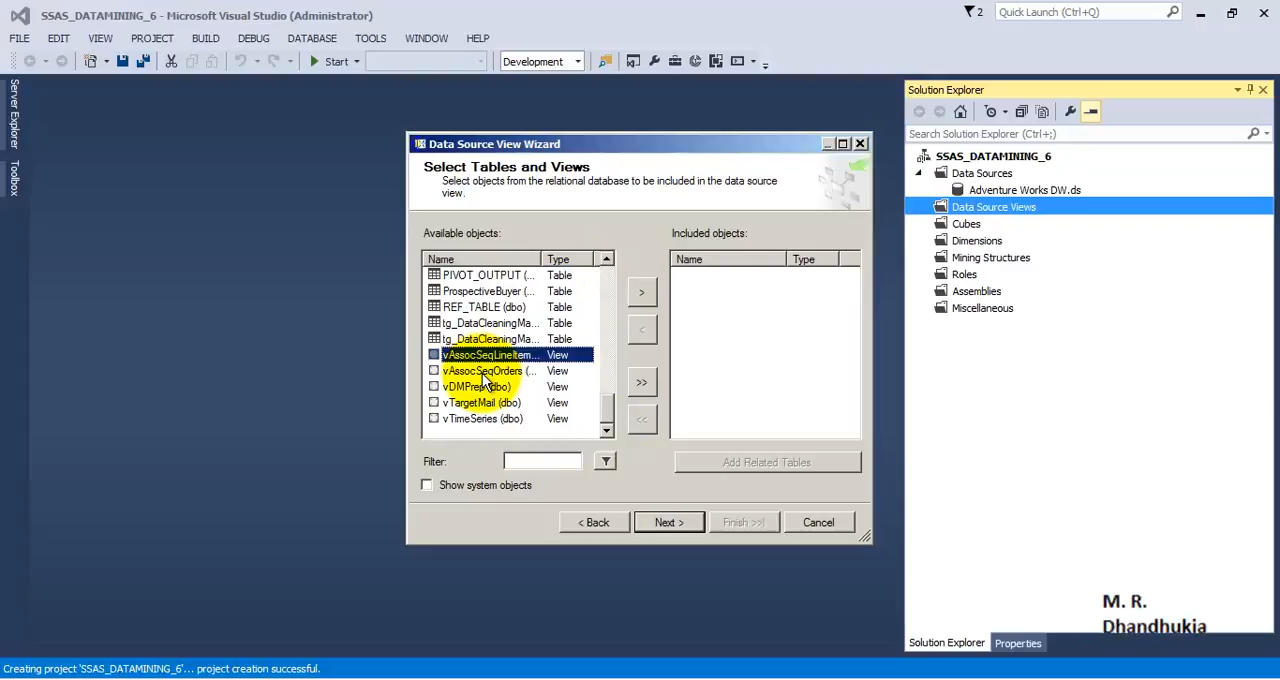 SSAS_DATAMINING_6 - Microsoft Visual Studio (Administrator)
2
Quick Launch (Ctrl+Q)
FILE EDIT VIEW PROJECT BUILD DEBUG DATABASE TOOLS WINDOW HELP
Start
Development
Server Explorer
Toolbox
Data Source View Wizard
Select Tables and Views
Select objects from the relational database to be included in the data source
view.
Available objects:
Name Type
PIVOT_OUTPUT (... Table
ProspectiveBuyer (... Table
REF_TABLE (dbo) Table
tg_DataCleaningMa... Table
tg_DataCleaningMa... Table
vAssocSeqLineItem... View
vAssocSeqOrders (... View
vDMPrep (dbo) View
vTargetMail (dbo) View
vTimeSeries (dbo) View
Included objects:
Name Type
>
<
>>
<<
Filter:
Add Related Tables
Show system objects
< Back Next > Finish >>| Cancel
Solution Explorer
Search Solution Explorer (Ctrl+;)
SSAS_DATAMINING_6
Data Sources
Adventure Works DW.ds
Data Source Views
Cubes
Dimensions
Mining Structures
Roles
Assemblies
Miscellaneous
M. R.
Dhandhukia
Solution Explorer Properties
Creating project 'SSAS_DATAMINING_6'... project creation successful.